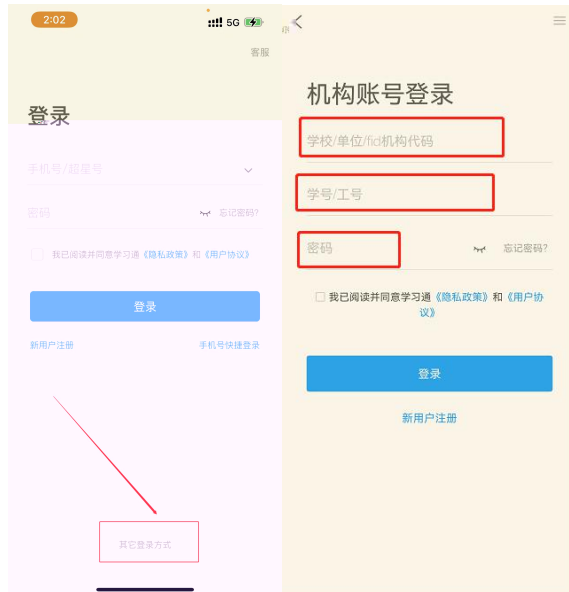 2:02
5G
客服
登录
手机号/超星号
密码
忘记密码?
我已阅读并同意学习通《隐私政策》和《用户协议》
登录
新用户注册
手机号快捷登录
其它登录方式
机构账号登录
学校/单位/fid机构代码
学号/工号
密码
忘记密码?
我已阅读并同意学习通《隐私政策》和《用户协
议》
登录
新用户注册